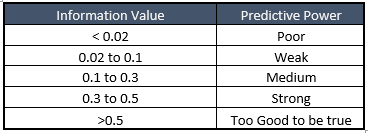 Information Value Predictive Power
< 0.02 Poor
0.02 to 0.1 Weak
0.1 to 0.3 Medium
0.3 to 0.5 Strong
>0.5 Too Good to be true